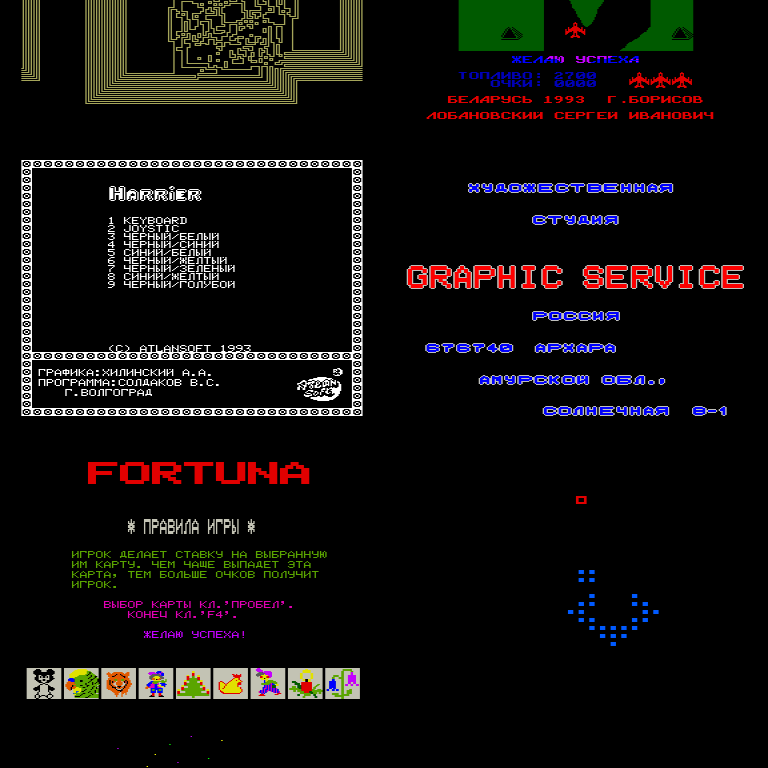 ЖЕЛАЮ УСПЕХА
ТОПЛИВО: 2700
ОЧКИ: 0000
БЕЛАРУСЬ 1993 Г.БОРИСОВ
ЛОБАНОВСКИЙ СЕРГЕЙ ИВАНОВИЧ
HARRiER
1 KEYBOARD
2 JOYSTIC
3 ЧЕРНЫЙ/БЕЛЫЙ
4 ЧЕРНЫЙ/СИНИЙ
5 СИНИЙ/БЕЛЫЙ
6 ЧЕРНЫЙ/ЖЕЛТЫЙ
7 ЧЕРНЫЙ/ЗЕЛЕНЫЙ
8 СИНИЙ/ЖЕЛТЫЙ
9 ЧЕРНЫЙ/ГОЛУБОЙ
(C) ATLANSOFT 1993
ГРАФИКА:ХИЛИНСКИЙ А.А.
ПРОГРАММА:СОЛДАКОВ В.С.
Г.ВОЛГОГРАД
ХУДОЖЕСТВЕННАЯ
СТУДИЯ
GRAPHIC SERVICE
РОССИЯ
676740 АРХАРА
АМУРСКОЙ ОБЛ.,
СОЛНЕЧНАЯ 8-1
FORTUNA
* ПРАВИЛА ИГРЫ *
ИГРОК ДЕЛАЕТ СТАВКУ НА ВЫБРАННУЮ
ИМ КАРТУ. ЧЕМ ЧАЩЕ ВЫПАДЕТ ЭТА
КАРТА, ТЕМ БОЛЬШЕ ОЧКОВ ПОЛУЧИТ
ИГРОК.
ВЫБОР КАРТЫ КЛ.'ПРОБЕЛ'.
КОНЕЦ КЛ.'F4'.
ЖЕЛАЮ УСПЕХА!